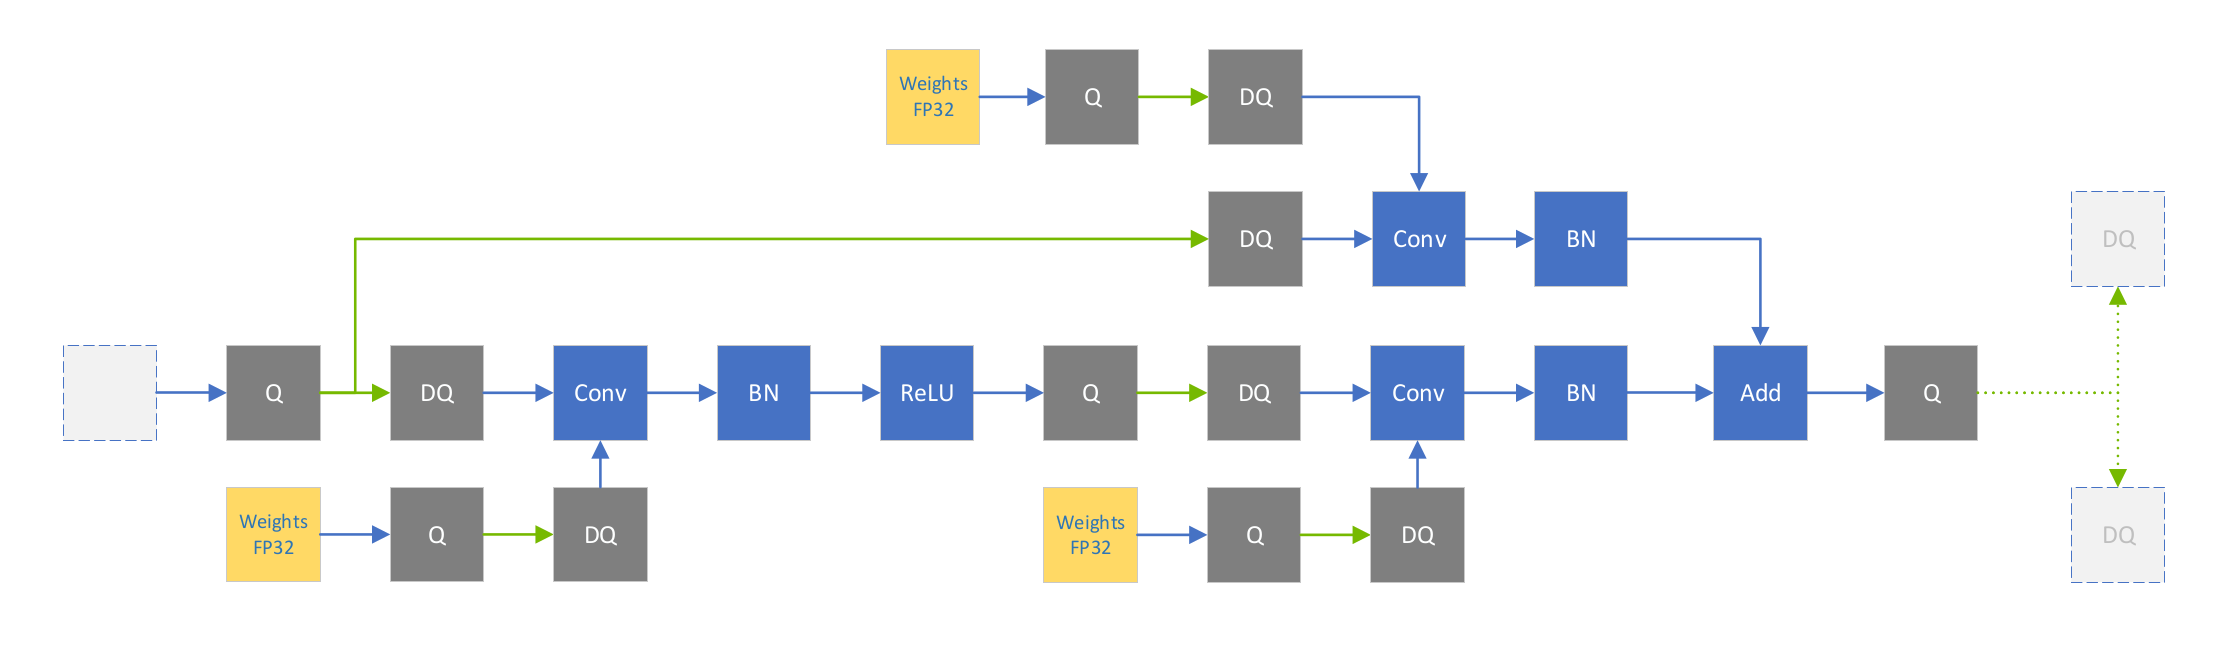 Weights
FP32
Q
DQ
DQ
Conv
BN
DQ
Q
DQ
Conv
BN
ReLU
Q
DQ
Conv
BN
Add
Q
Weights
FP32
Q
DQ
Weights
FP32
Q
DQ
DQ